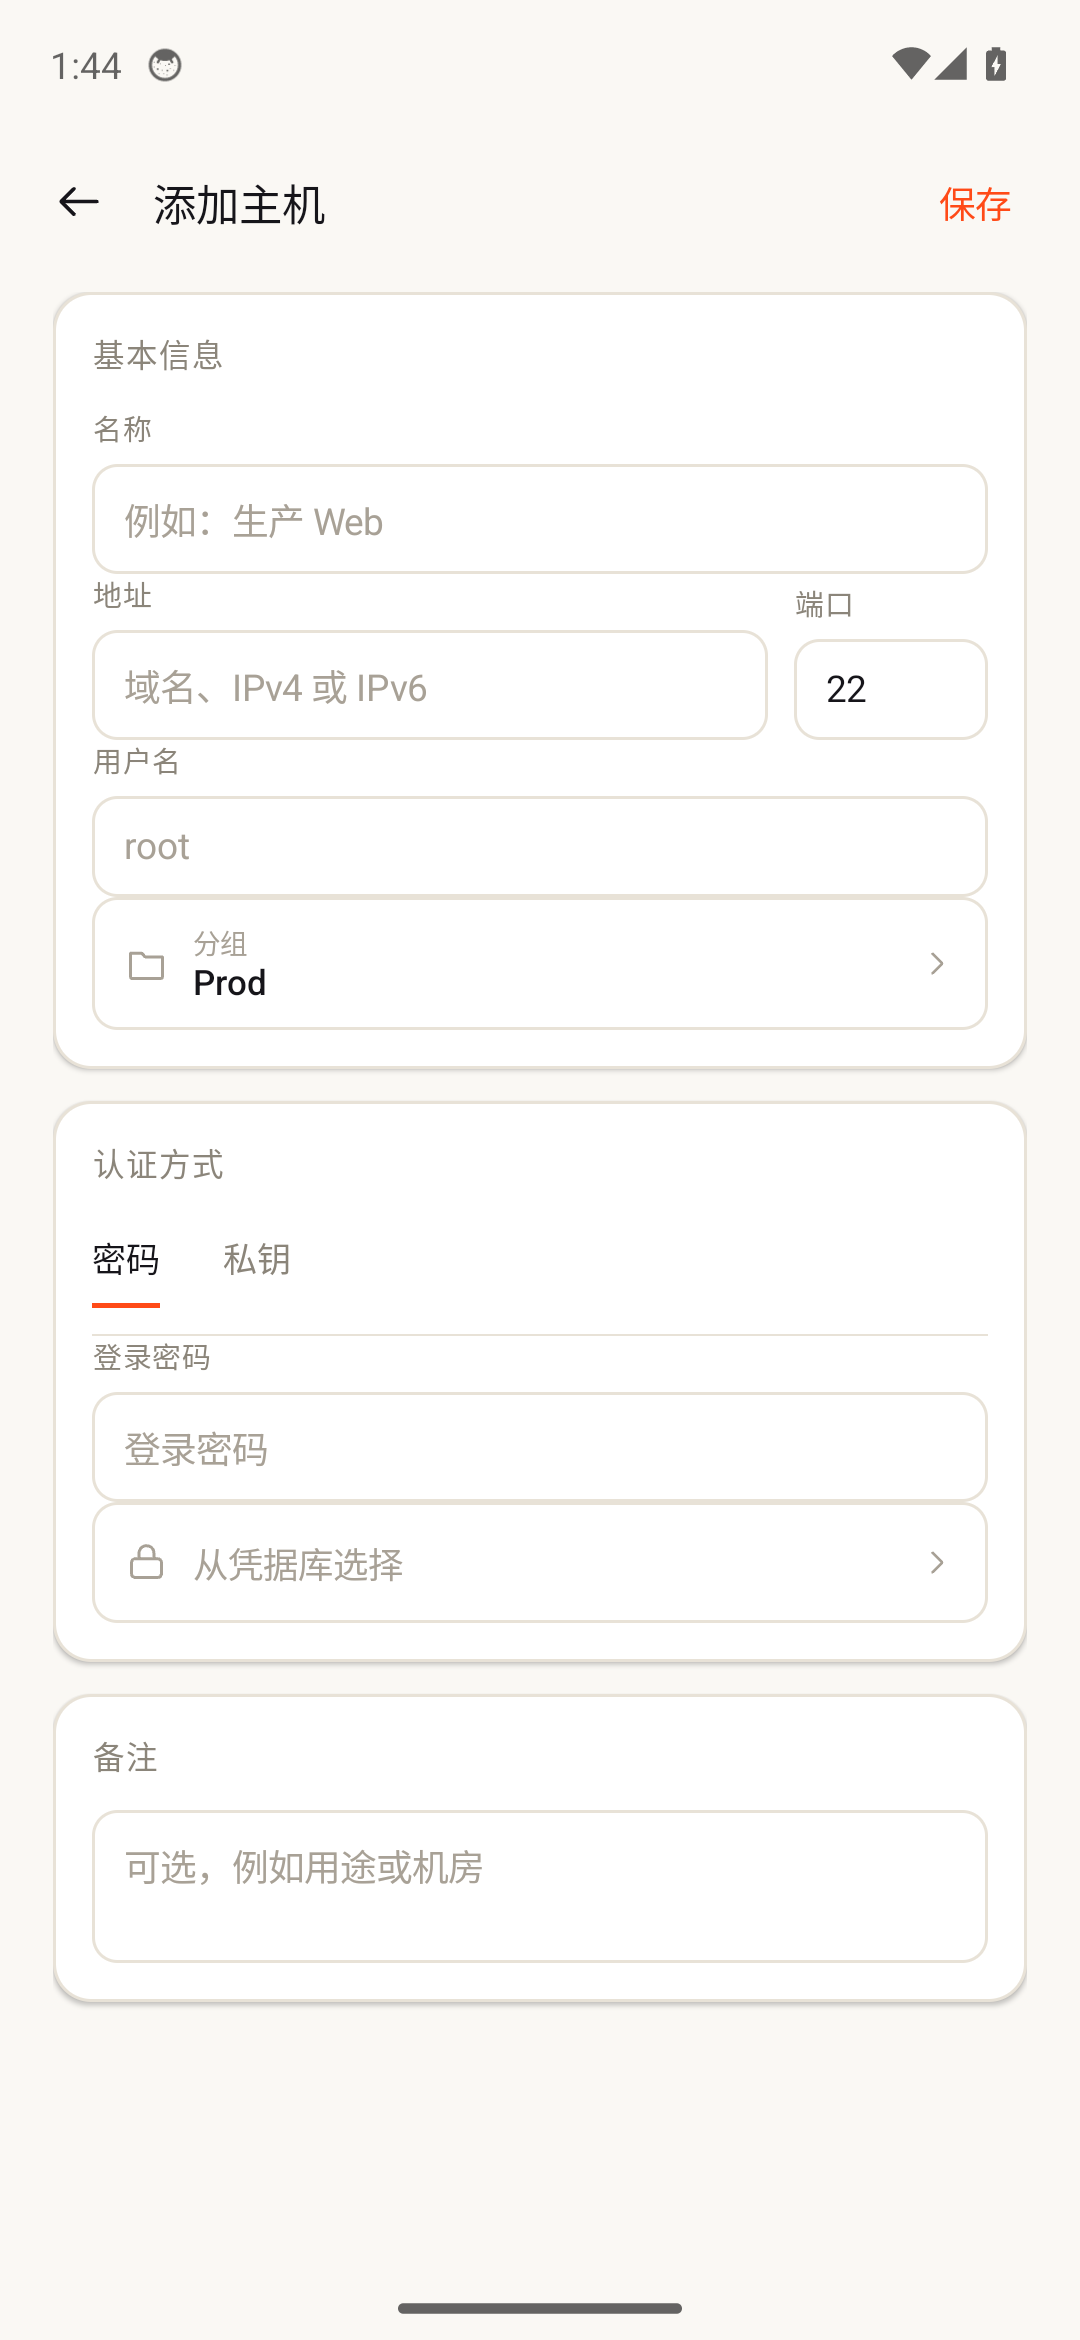 1:44
添加主机
保存
基本信息
名称
例如：生产 Web
地址
端口
域名、IPv4 或 IPv6
22
用户名
root
分组
Prod
认证方式
密码 私钥
登录密码
登录密码
从凭据库选择
备注
可选，例如用途或机房